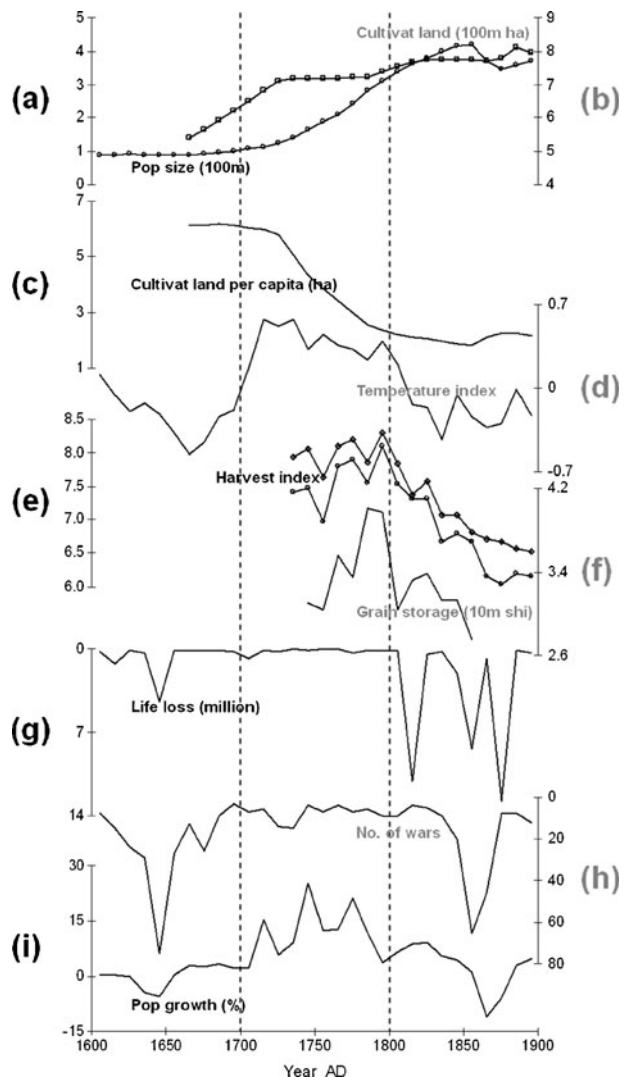 5
4
3
2
1
0
(a)
Cultivat land (100m ha)
Pop size (100m)
9
8
7
6
5
4
(b)
7
6
5
3
2
1
(c)
Cultivat land per capita (ha)
0.7
0
-0.7
(d)
Temperature index
8.5
8.0
7.5
7.0
6.5
6.0
(e)
Harvest index
4.2
3.4
2.6
(f)
Grain storage (10m shi)
0
7
14
(g)
Life loss (million)
0
20
40
60
80
(h)
No. of wars
30
15
0
-15
(i)
Pop growth (%)
1600 1700 1750 1800 1850 1900
Year AD